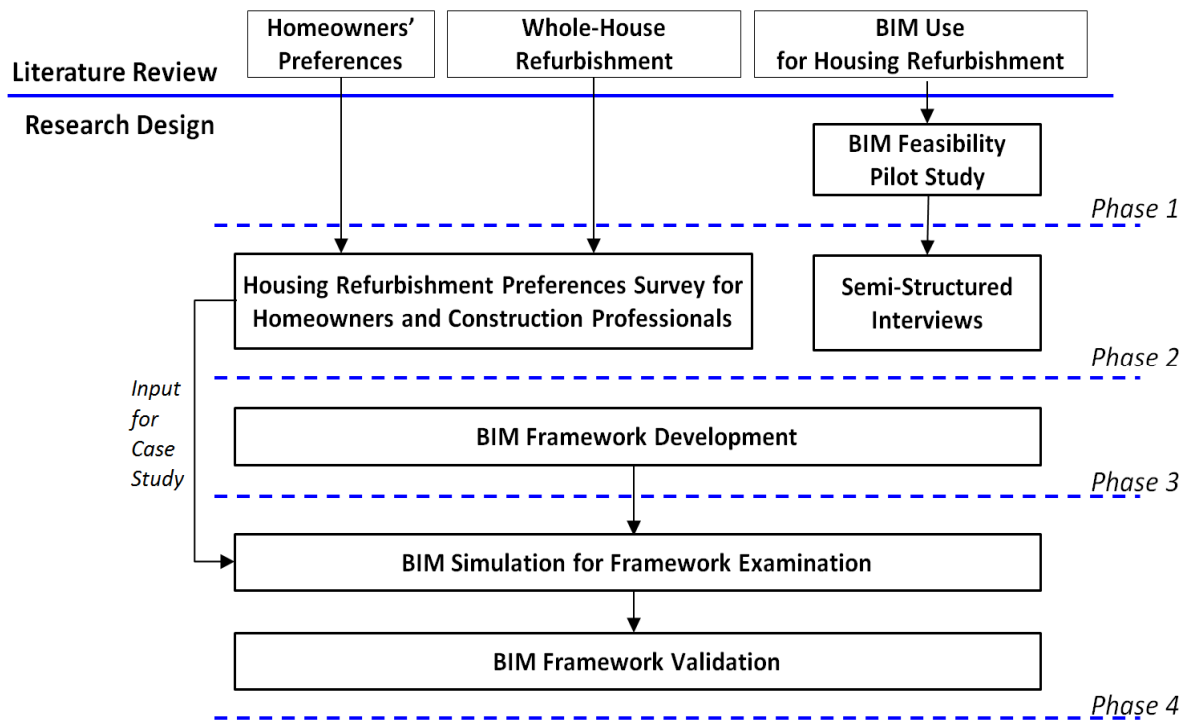 Homeowners’
Preferences
Whole-House
Refurbishment
BIM Use
for Housing Refurbishment
Literature Review
Research Design
BIM Feasibility
Pilot Study
Phase 1
Housing Refurbishment Preferences Survey for
Homeowners and Construction Professionals
Semi-Structured
Interviews
Phase 2
Input
for
Case
Study
BIM Framework Development
Phase 3
BIM Simulation for Framework Examination
BIM Framework Validation
Phase 4